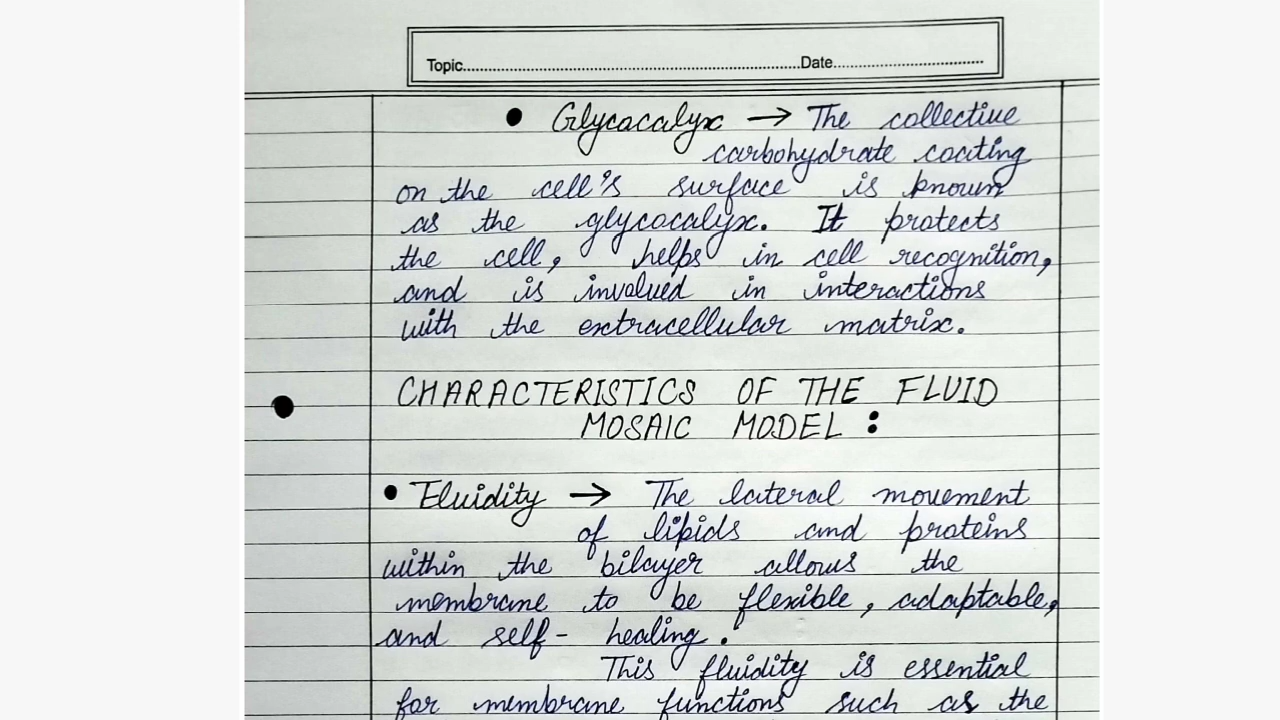 Topic.......................................................................................Date........................................
• Glycocalyx → The collective
carbohydrate coating
on the cell's surface is known
as the glycocalyx. It protects
the cell, helps in cell recognition,
and is involved in interactions
with the extracellular matrix.
CHARACTERISTICS OF THE FLUID
MOSAIC MODEL :
• Fluidity → The lateral movement
of lipids and proteins
within the bilayer allows the
membrane to be flexible, adaptable,
and self- healing.
This fluidity is essential
for membrane functions such as the